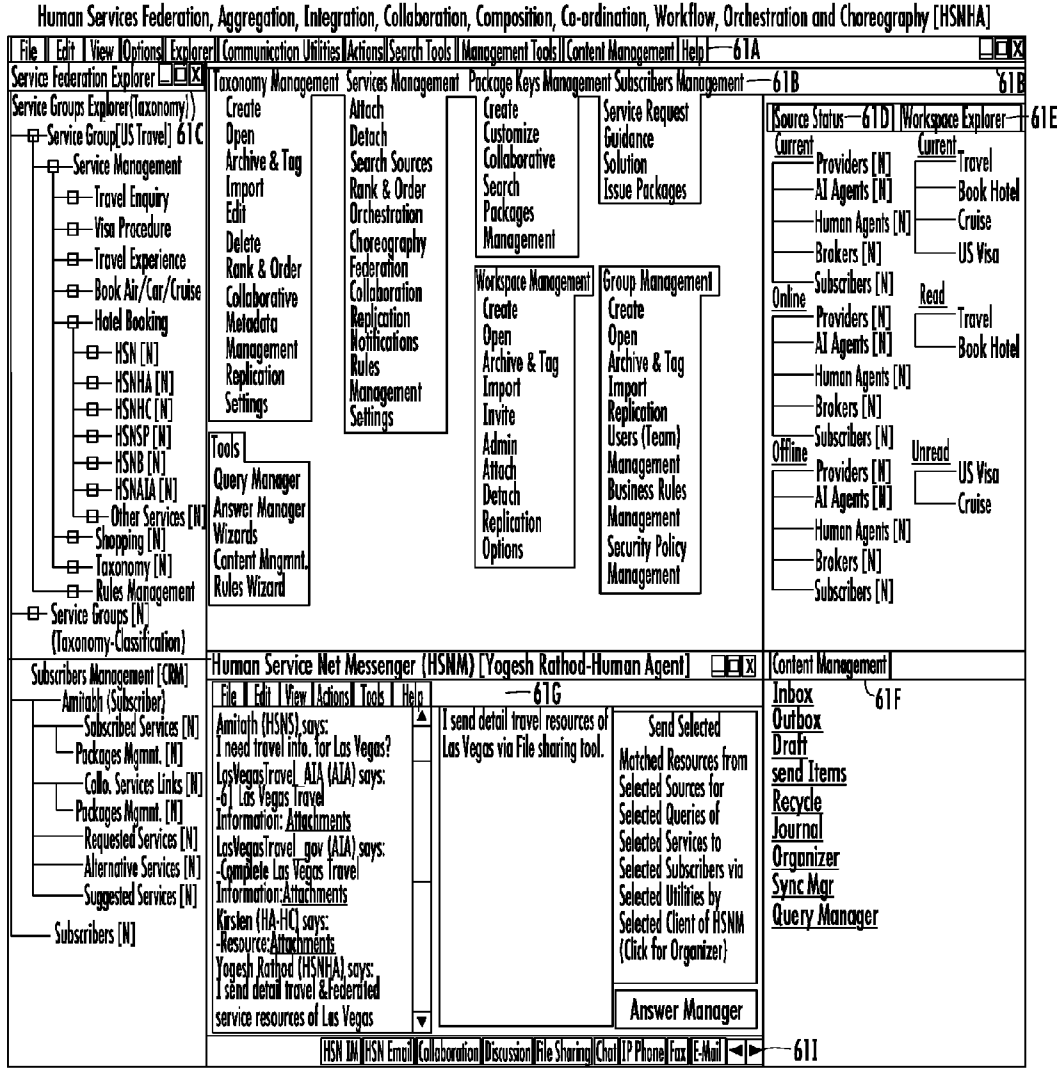 Human Services Federation, Aggregation, Integration, Collaboration, Composition, Co-ordination, Workflow, Orchestration and Choreography [HSNHA]
File Edit View Options Explorer Communication Utilities Actions Search Tools Management Tools Content Management Help 61A
Service Federation Explorer
Service Groups Explorer(Taxonomy)
Service Group[US Travel] 61C
Service Management
Travel Enquiry
Visa Procedure
Travel Experience
Book Air/Car/Cruise
Hotel Booking
HSN [N]
HSNHA [N]
HSNHC [N]
HSNSP [N]
HSNB [N]
HSNAIA [N]
Other Services [N]
Shopping [N]
Taxonomy [N]
Rules Management
Service Groups [N]
(Taxonomy-Classification)
Subscribers Management [CRM]
Amitabh (Subscriber)
Subscribed Services [N]
Packages Mgmnt. [N]
Collo. Services Links [N]
Packages Mgmnt. [N]
Requested Services [N]
Alternative Services [N]
Suggested Services [N]
Subscribers [N]
Taxonomy Management Services Management Package Keys Management Subscribers Management 61B 61B
Create
Open
Archive & Tag
Import
Edit
Delete
Rank & Order
Collaborative
Metadata
Management
Replication
Settings
Attach
Detach
Search Sources
Rank & Order
Orchestration
Choreography
Federation
Collaboration
Replication
Notifications
Rules
Management
Settings
Create
Customize
Collaborative
Search
Packages
Management
Service Request
Guidance
Solution
Issue Packages
Workspace Management
Create
Open
Archive & Tag
Import
Invite
Admin
Attach
Detach
Replication
Options
Group Management
Create
Open
Archive & Tag
Import
Replication
Users (Team)
Management
Business Rules
Management
Security Policy
Management
Tools
Query Manager
Answer Manager
Wizards
Content Mngmnt.
Rules Wizard
Source Status 61D Workspace Explorer 61E
Current
Providers [N]
AI Agents [N]
Human Agents [N]
Brokers [N]
Subscribers [N]
Online
Providers [N]
AI Agents [N]
Human Agents [N]
Brokers [N]
Subscribers [N]
Offline
Providers [N]
AI Agents [N]
Human Agents [N]
Brokers [N]
Subscribers [N]
Current
Travel
Book Hotel
Cruise
US Visa
Read
Travel
Book Hotel
Unread
US Visa
Cruise
Human Service Net Messenger (HSNM) [Yogesh Rathod-Human Agent]
File Edit View Actions Tools Help 61G
Amitath (HSNS) says:
I need travel info. for Las Vegas?
LasVegasTravel_AIA (AIA) says:
-61 Las Vegas Travel
Information: Attachments
LasVegasTravel_gov (AIA) says:
-Complete Las Vegas Travel
Information:Attachments
Kirsten (HA-HC) says:
-Resource:Attachments
Yogesh Rathod (HSNHA) says:
I send detail travel &Federated
service resources of Las Vegas
I send detail travel resources of
Las Vegas via File sharing tool.
Send Selected
Matched Resources from
Selected Sources for
Selected Queries of
Selected Services to
Selected Subscribers via
Selected Utilities by
Selected Client of HSNM
(Click for Organizer)
Answer Manager
HSN IM HSN Email Collaboration Discussion File Sharing Chat IP Phone Fax E-Mail 61I
Content Management
61F
Inbox
Outbox
Draft
send Items
Recycle
Journal
Organizer
Sync Mgr
Query Manager